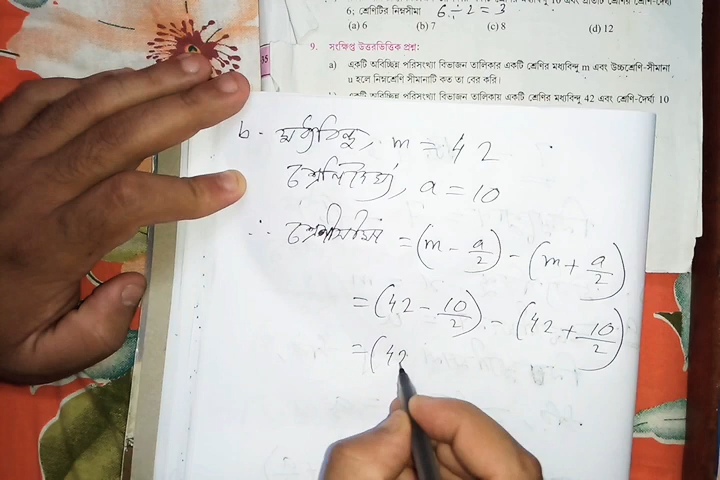 6; শ্রেণিটির নিম্নসীমা 6 ÷ 2 = 3
(a) 6 (b) 7 (c) 8 (d) 12
35
9. সংক্ষিপ্ত উত্তরভিত্তিক প্রশ্ন:
a) একটি অবিচ্ছিন্ন পরিসংখ্যা বিভাজন তালিকার একটি শ্রেণির মধ্যবিন্দু m এবং উচ্চশ্রেণি-সীমানা
u হলে নিম্নশ্রেণি সীমানাটি কত তা বের করি।
একটি অবিচ্ছিন্ন পরিসংখ্যা বিভাজন তালিকায় একটি শ্রেণির মধ্যবিন্দু 42 এবং শ্রেণি-দৈর্ঘ্য 10
b. মধ্যবিন্দু, m = 42
শ্রেণিদৈর্ঘ্য, a = 10
∴ শ্রেণীসীমা = (m - a/2) - (m + a/2)
= (42 - 10/2) - (42 + 10/2)
= (42